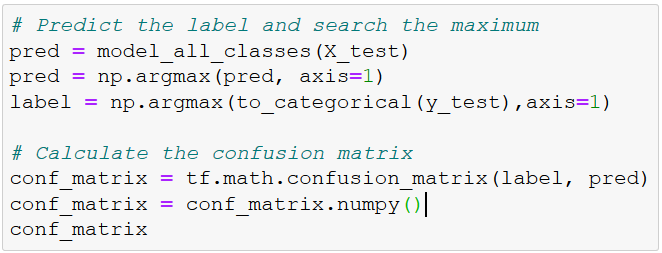 # Predict the label and search the maximum
pred = model_all_classes(X_test)
pred = np.argmax(pred, axis=1)
label = np.argmax(to_categorical(y_test),axis=1)
# Calculate the confusion matrix
conf_matrix = tf.math.confusion_matrix(label, pred)
conf_matrix = conf_matrix.numpy()
conf_matrix